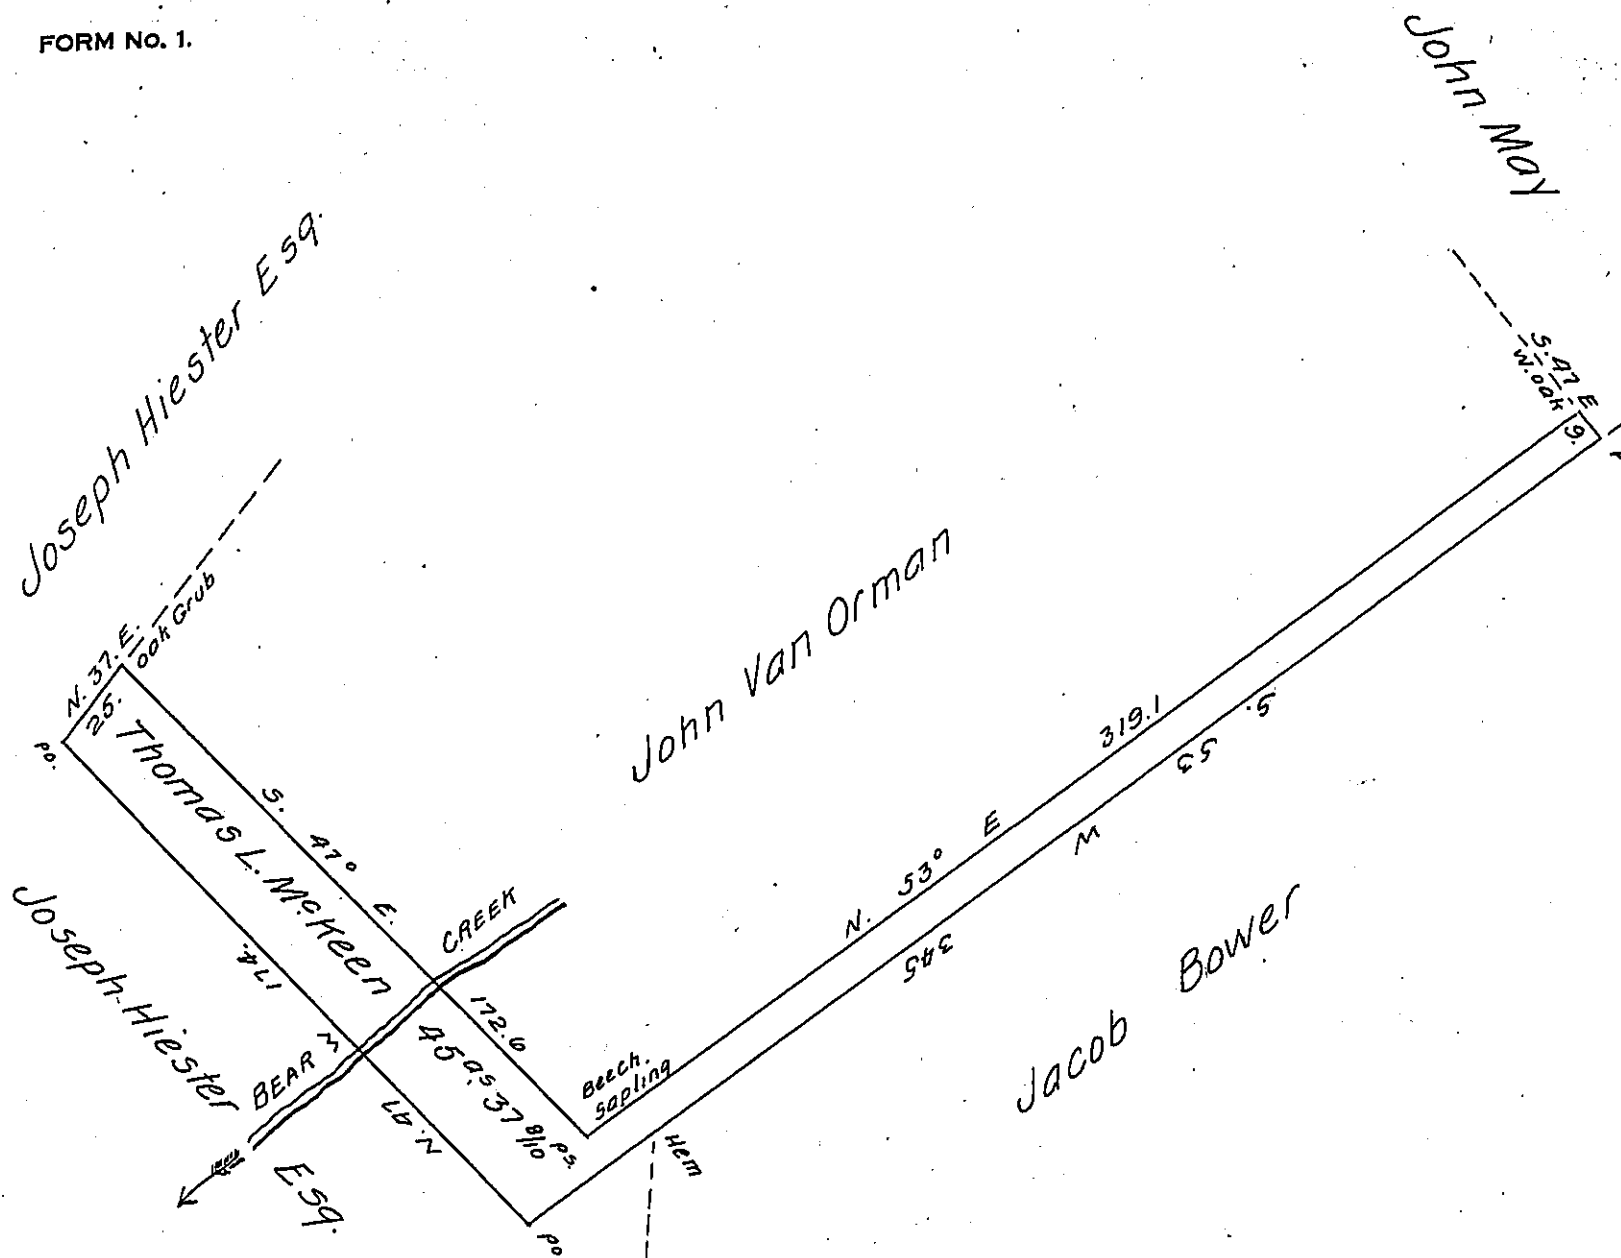 FORM No. 1.
John May
Joseph Hiester Esq.
S. 47 E
W. oak
9.
N. 37. E.
oak Grub
25.
po.
Thomas L. McKeen
John Van Orman
S. 47° E.
172.6
319.1
N. 53° E
S. 53 W
345
CREEK
BEAR
Joseph Hiester
Esq.
174.
N. 47 W
45 as. 37 8/10 ps.
Beech.
Sapling
Hem
po
Jacob Bower